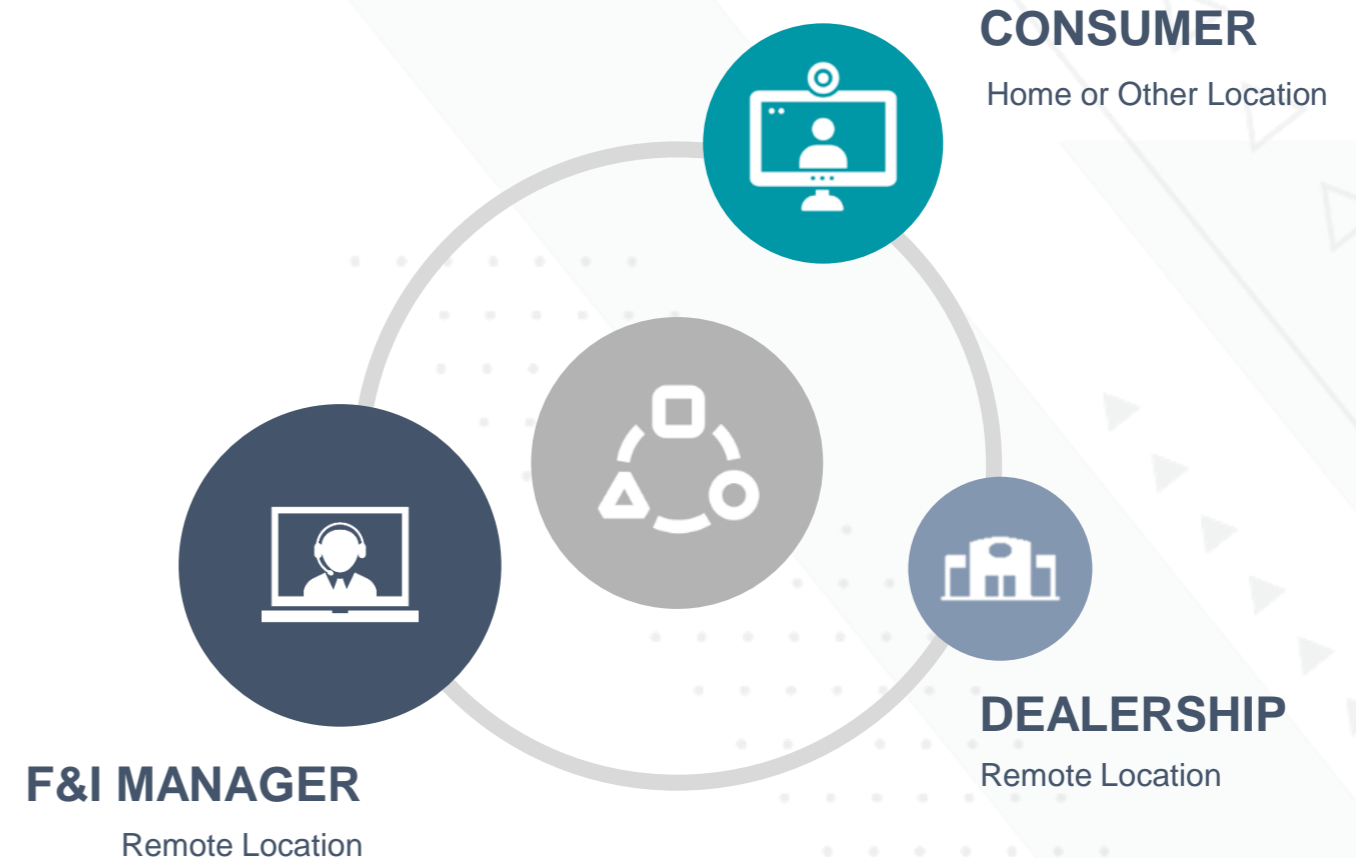 CONSUMER
Home or Other Location
DEALERSHIP
Remote Location
F&I MANAGER
Remote Location